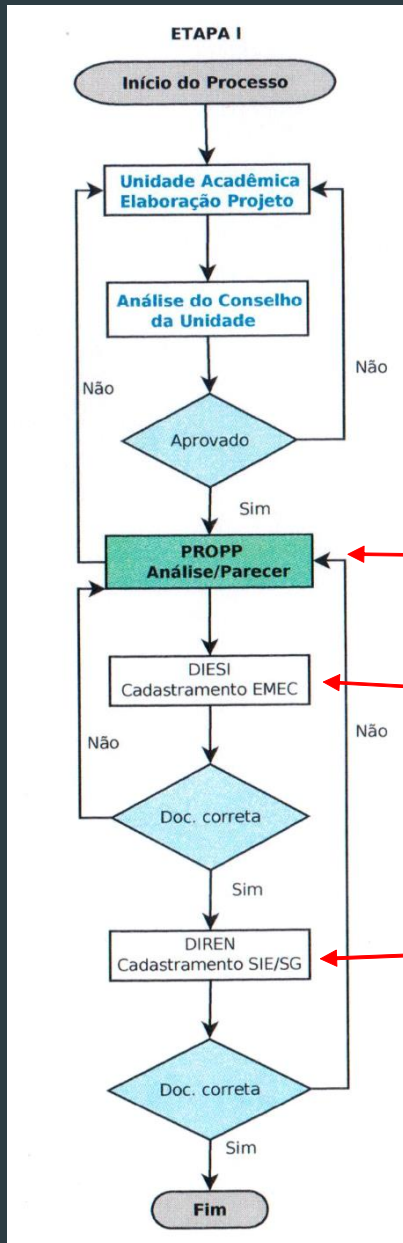 ETAPA I
Início do Processo
Unidade Acadêmica
Elaboração Projeto
Análise do Conselho
da Unidade
Não
Não
Aprovado
Sim
PROPP
Análise/Parecer
DIESI
Cadastramento EMEC
Não
Não
Doc. correta
Sim
DIREN
Cadastramento SIE/SG
Doc. correta
Sim
Fim